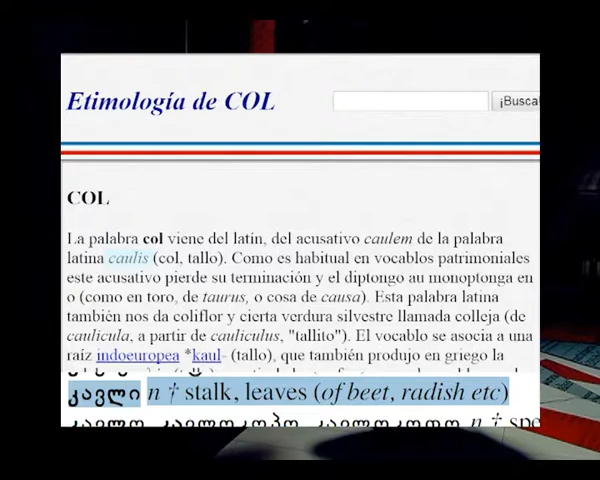 Etimología de COL
¡Busca
COL
La palabra col viene del latín, del acusativo caulem de la palabra
latina caulis (col, tallo). Como es habitual en vocablos patrimoniales
este acusativo pierde su terminación y el diptongo au monoptonga en
o (como en toro, de taurus, o cosa de causa). Esta palabra latina
también nos da coliflor y cierta verdura silvestre llamada colleja (de
caulicula, a partir de cauliculus, "tallito"). El vocablo se asocia a una
raíz indoeuropea *kaul- (tallo), que también produjo en griego la
კავლი n † stalk, leaves (of beet, radish etc)
n † spo